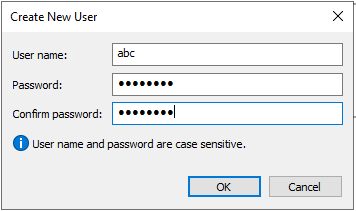 Create New User
User name: abc
Password: ●●●●●●●●
Confirm password: ●●●●●●●●
User name and password are case sensitive.
OK Cancel